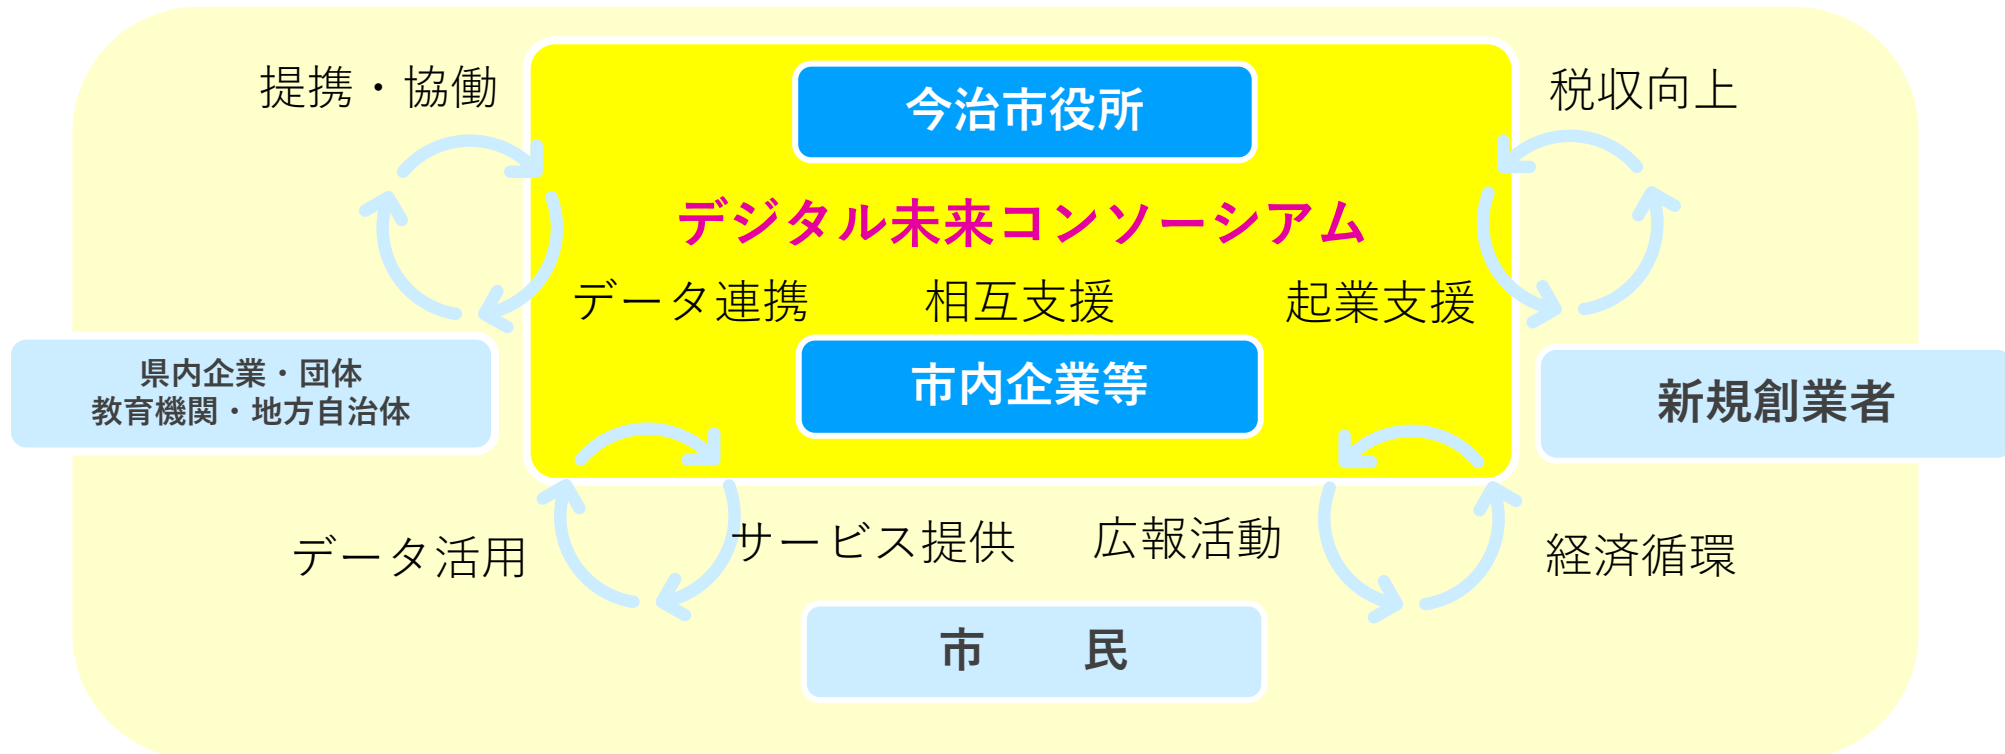 提携・協働
今治市役所
税収向上
デジタル未来コンソーシアム
データ連携
相互支援
起業支援
県内企業・団体
教育機関・地方自治体
市内企業等
新規創業者
データ活用
サービス提供
広報活動
経済循環
市　　民